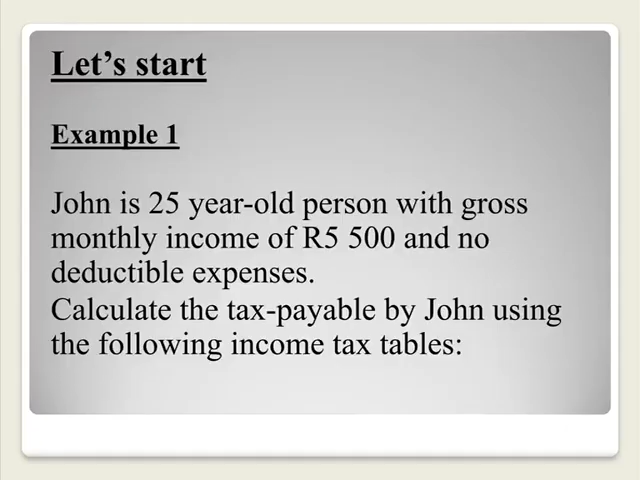 Let's start
Example 1
John is 25 year-old person with gross
monthly income of R5 500 and no
deductible expenses.
Calculate the tax-payable by John using
the following income tax tables: